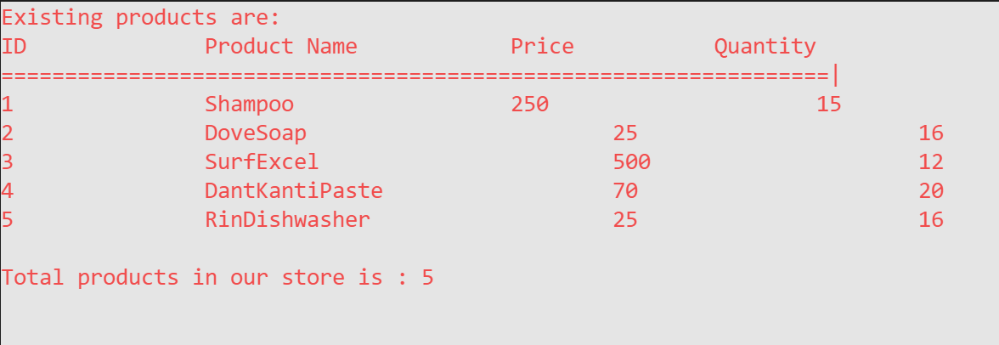 Existing products are:
ID Product Name Price Quantity
=================================================================|
1 Shampoo 250 15
2 DoveSoap 25 16
3 SurfExcel 500 12
4 DantKantiPaste 70 20
5 RinDishwasher 25 16
Total products in our store is : 5